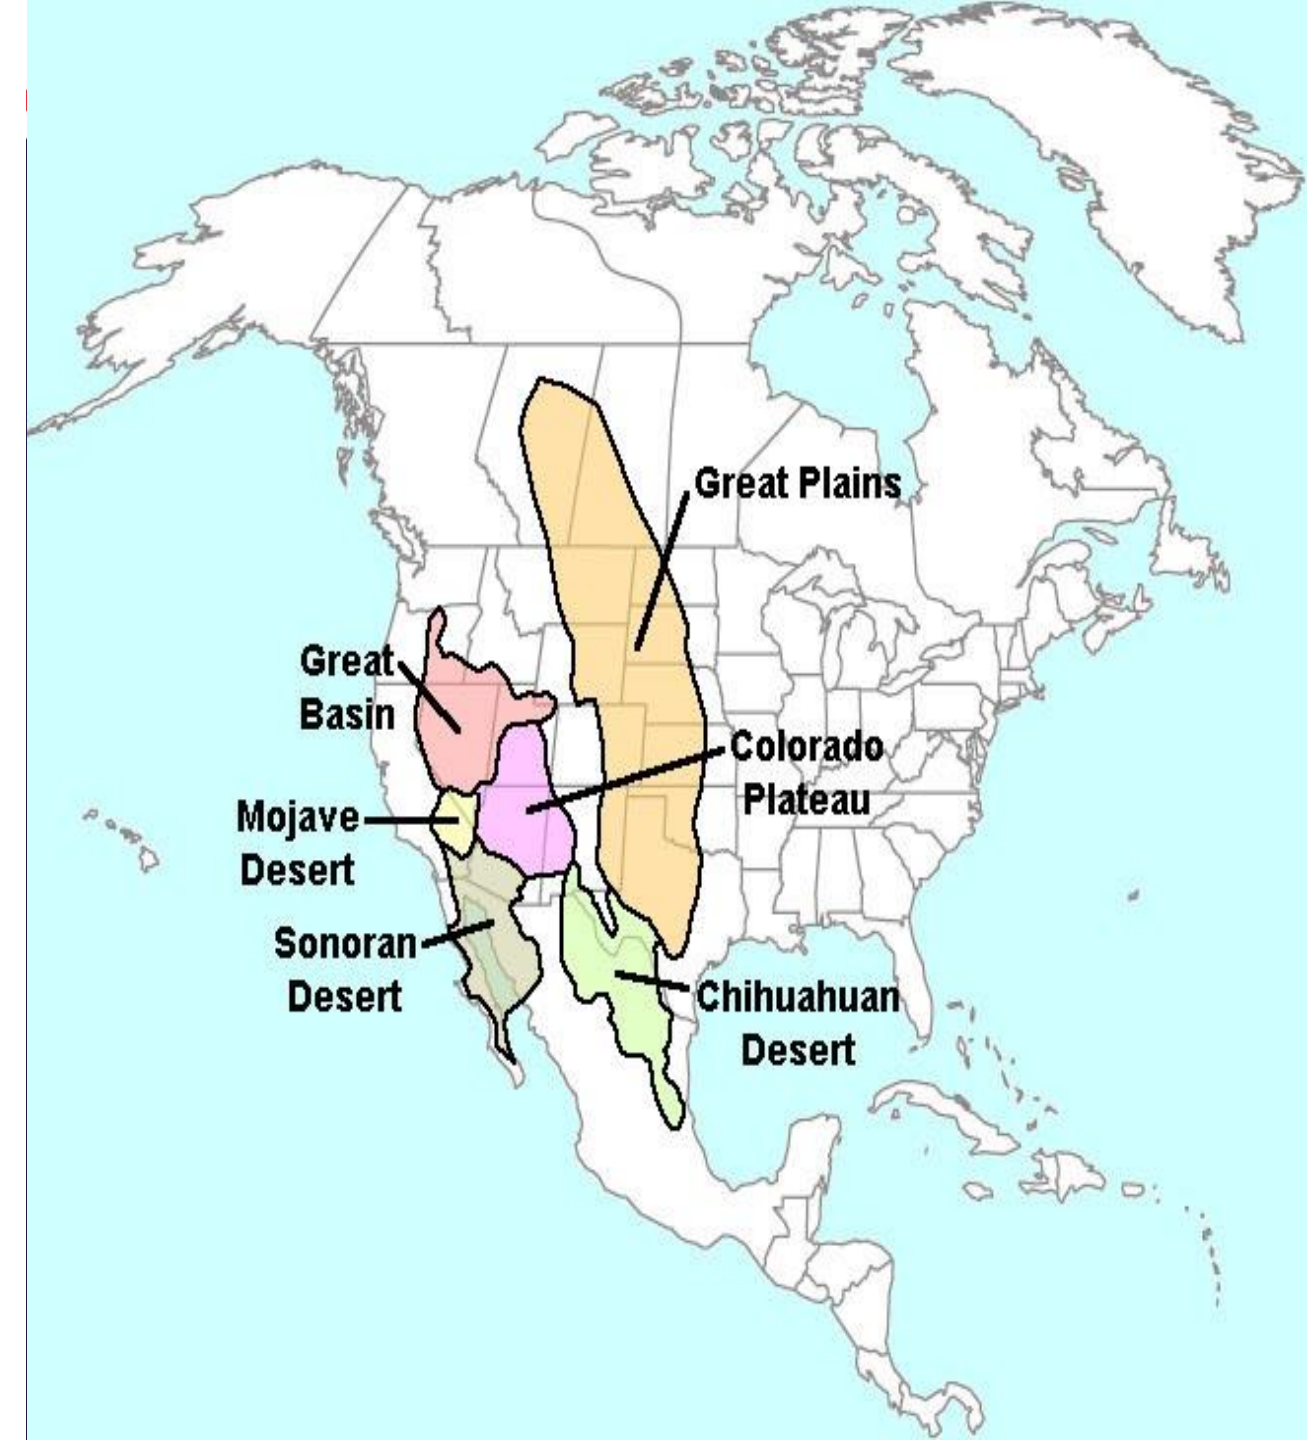 Great Plains
Great
Basin
Colorado
Plateau
Mojave
Desert
Sonoran
Desert
Chihuahuan
Desert